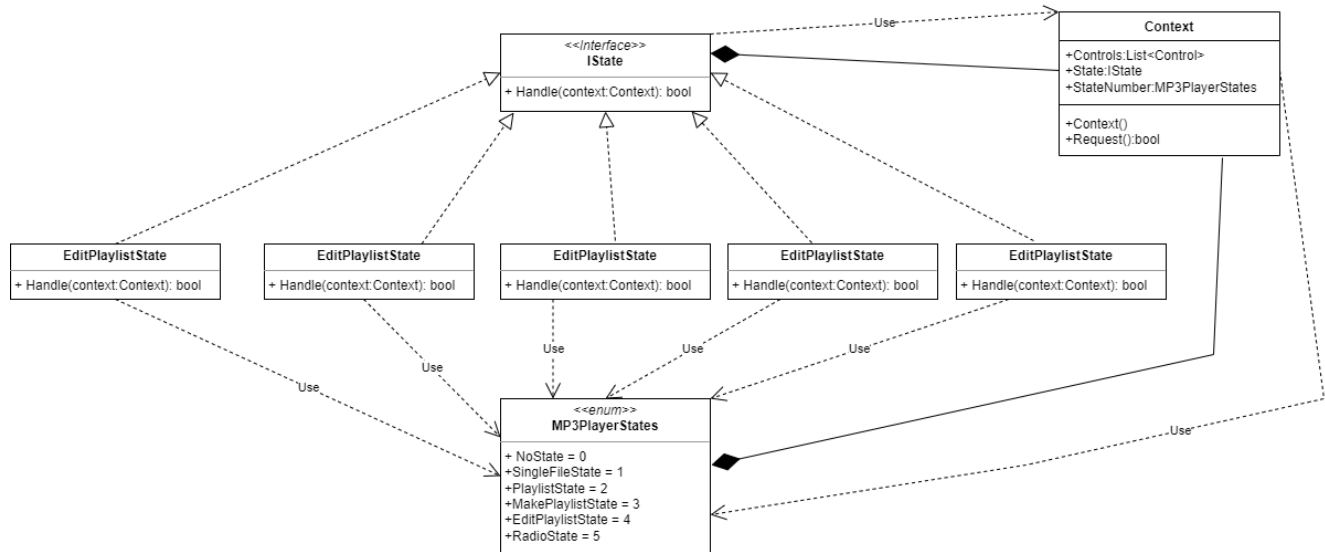 Use
Context
+Controls:List<Control>
+State:IState
+StateNumber:MP3PlayerStates
+Context()
+Request():bool
<<Interface>>
IState
+ Handle(context:Context): bool
EditPlaylistState
+ Handle(context:Context): bool
EditPlaylistState
+ Handle(context:Context): bool
EditPlaylistState
+ Handle(context:Context): bool
EditPlaylistState
+ Handle(context:Context): bool
EditPlaylistState
+ Handle(context:Context): bool
Use
Use
Use
Use
Use
Use
<<enum>>
MP3PlayerStates
+ NoState = 0
+SingleFileState = 1
+PlaylistState = 2
+MakePlaylistState = 3
+EditPlaylistState = 4
+RadioState = 5